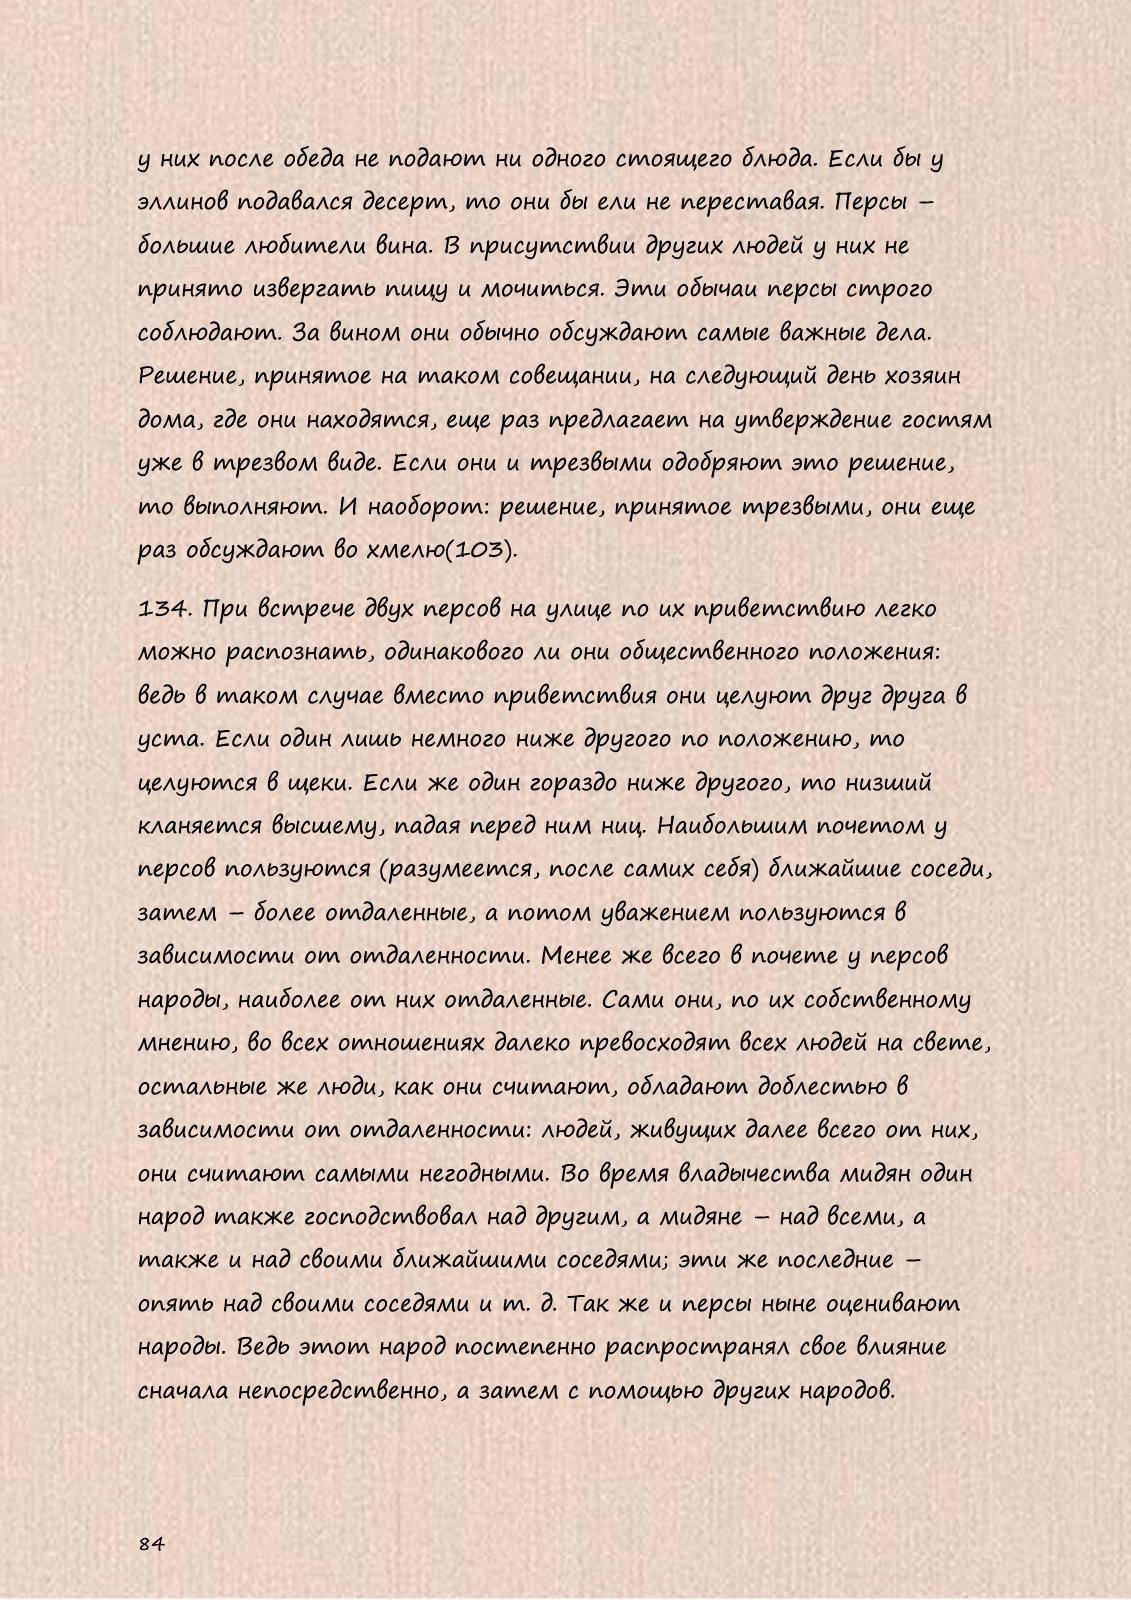 у них после обеда не подают ни одного стоящего блюда. Если бы у
эллинов подавался десерт, то они бы ели не переставая. Персы –
большие любители вина. В присутствии других людей у них не
принято извергать пищу и мочиться. Эти обычаи персы строго
соблюдают. За вином они обычно обсуждают самые важные дела.
Решение, принятое на таком совещании, на следующий день хозяин
дома, где они находятся, еще раз предлагает на утверждение гостям
уже в трезвом виде. Если они и трезвыми одобряют это решение,
то выполняют. И наоборот: решение, принятое трезвыми, они еще
раз обсуждают во хмелю(103).
134. При встрече двух персов на улице по их приветствию легко
можно распознать, одинакового ли они общественного положения:
ведь в таком случае вместо приветствия они целуют друг друга в
уста. Если один лишь немного ниже другого по положению, то
целуются в щеки. Если же один гораздо ниже другого, то низший
кланяется высшему, падая перед ним ниц. Наибольшим почетом у
персов пользуются (разумеется, после самих себя) ближайшие соседи,
затем – более отдаленные, а потом уважением пользуются в
зависимости от отдаленности. Менее же всего в почете у персов
народы, наиболее от них отдаленные. Сами они, по их собственному
мнению, во всех отношениях далеко превосходят всех людей на свете,
остальные же люди, как они считают, обладают доблестью в
зависимости от отдаленности: людей, живущих далее всего от них,
они считают самыми негодными. Во время владычества мидян один
народ также господствовал над другим, а мидяне – над всеми, а
также и над своими ближайшими соседями; эти же последние –
опять над своими соседями и т. д. Так же и персы ныне оценивают
народы. Ведь этот народ постепенно распространял свое влияние
сначала непосредственно, а затем с помощью других народов.
84